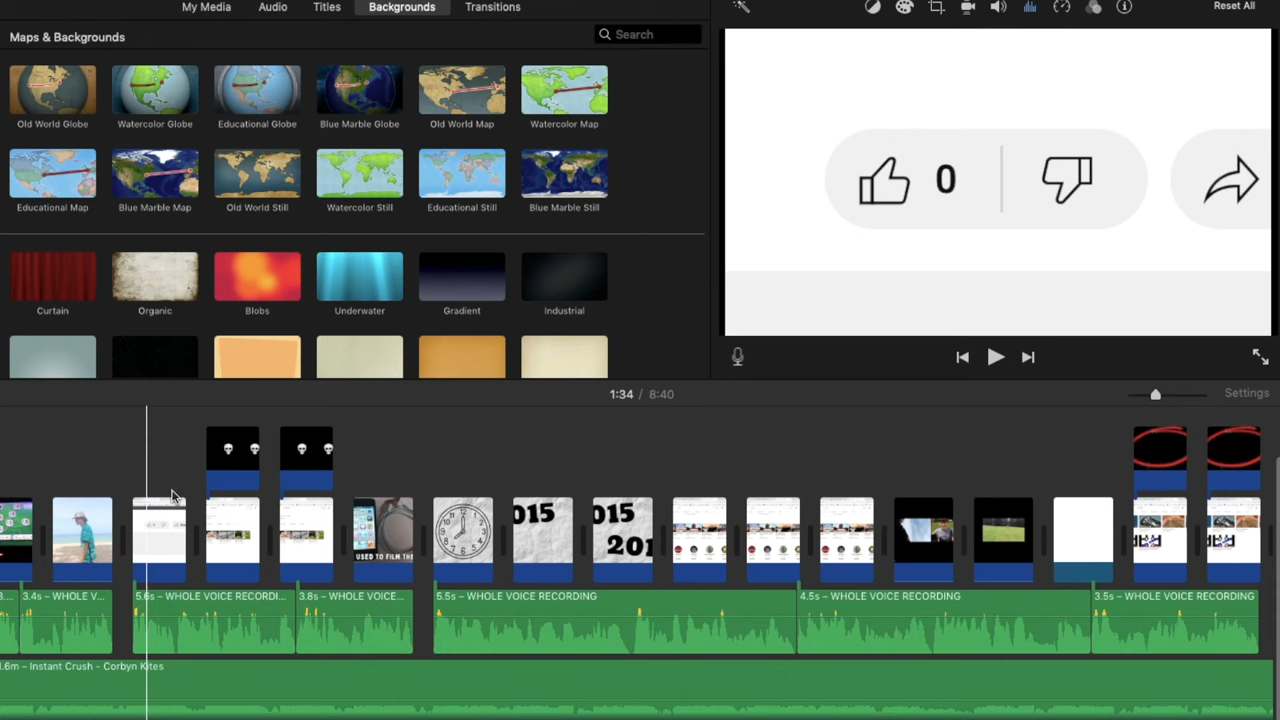 My Media Audio Titles Backgrounds Transitions
Reset All
Maps & Backgrounds
Search
Old World Globe Watercolor Globe Educational Globe Blue Marble Globe Old World Map Watercolor Map
Educational Map Blue Marble Map Old World Still Watercolor Still Educational Still Blue Marble Still
Curtain Organic Blobs Underwater Gradient Industrial
0
1:34 / 8:40
Settings
015 015
201
USED TO FILM THE
3.4s – WHOLE V... 5.6s – WHOLE VOICE RECORDI... 3.8s – WHOLE VOICE... 5.5s – WHOLE VOICE RECORDING 4.5s – WHOLE VOICE RECORDING 3.5s – WHOLE VOICE RECORDING
.6m – Instant Crush – Corbyn Kites